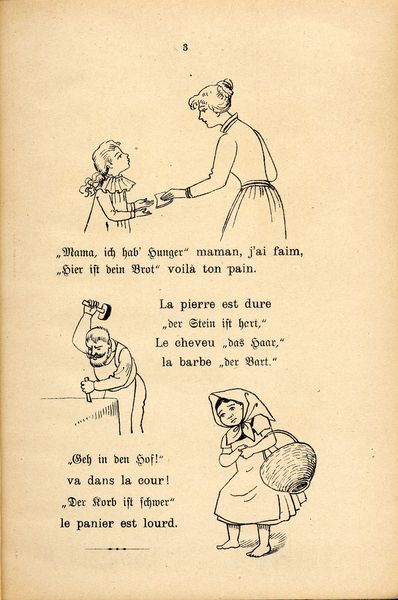 3
„Mama, ich hab' Hunger“ maman, j'ai faim,
„Hier ist dein Brot“ voilà ton pain.
La pierre est dure
„der Stein ist hart,“
Le cheveu „das Haar,“
la barbe „der Bart.“
„Geh in den Hof!“
va dans la cour!
„Der Korb ist schwer“
le panier est lourd.